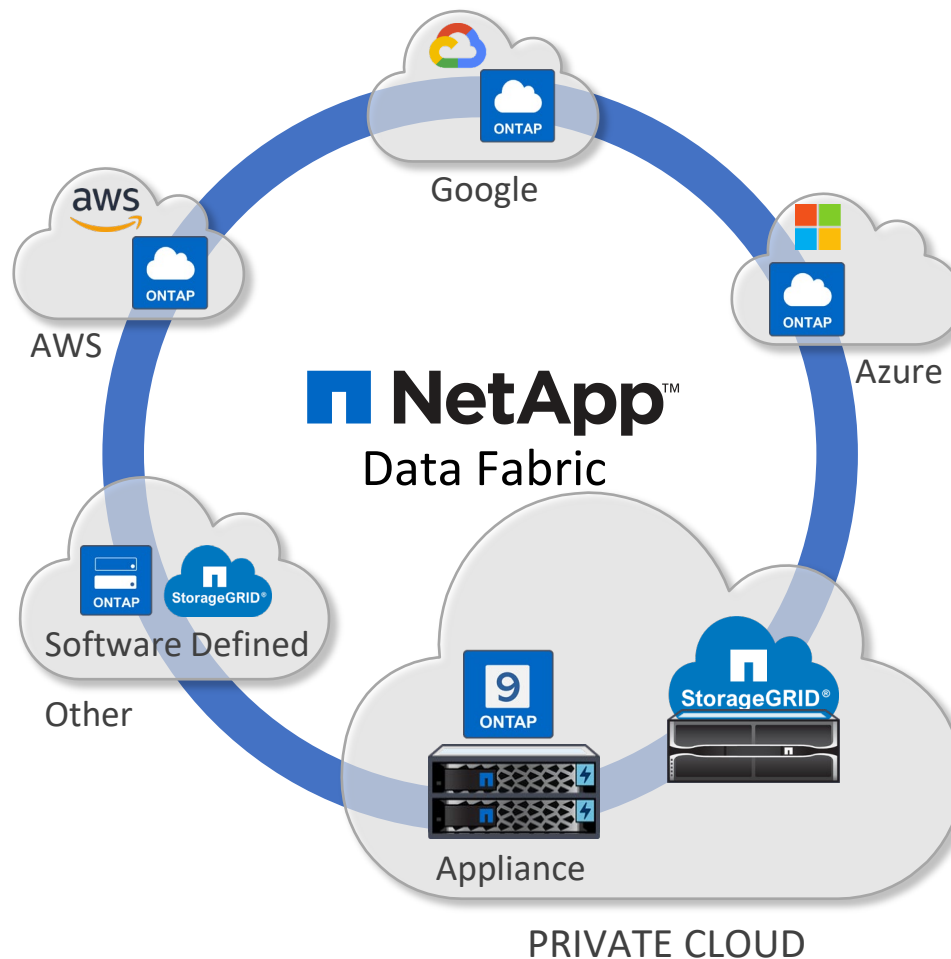 ONTAP
Google
aws
ONTAP
AWS
ONTAP
Azure
NetApp™
Data Fabric
ONTAP
StorageGRID®
Software Defined
Other
9
ONTAP
StorageGRID®
Appliance
PRIVATE CLOUD